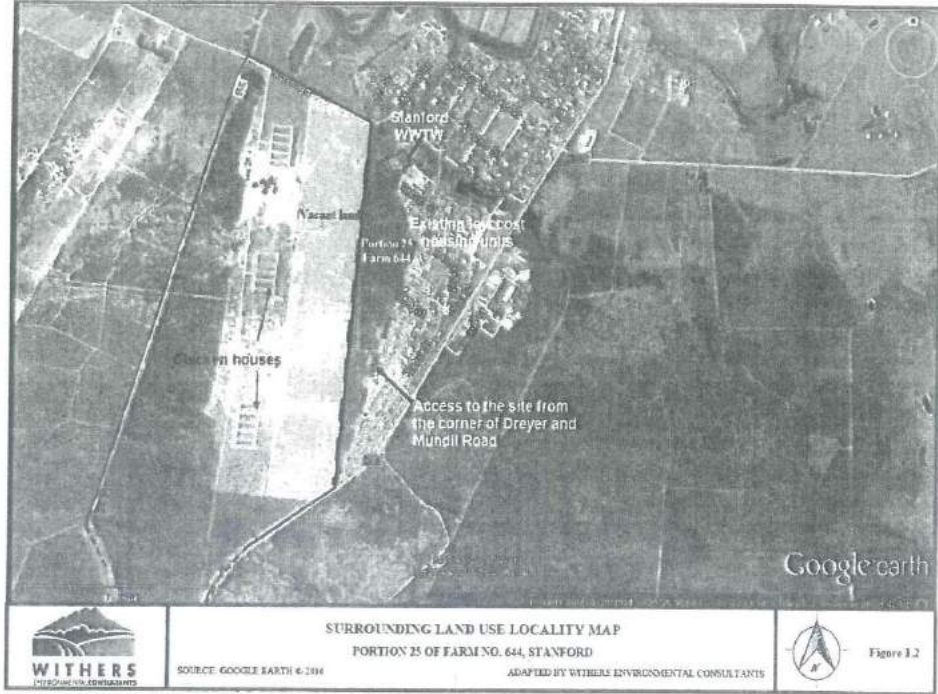 Stanford
WWTW
Vacant land
Existing low cost
housing units
Portion 25
Farm 644
Chicken houses
Access to the site from
the corner of Dreyer and
Mundil Road
Google earth
WITHERS
ENVIRONMENTAL CONSULTANTS
SURROUNDING LAND USE LOCALITY MAP
PORTION 25 OF FARM NO. 644, STANFORD
SOURCE: GOOGLE EARTH © 2016
ADAPTED BY WITHERS ENVIRONMENTAL CONSULTANTS
N
Figure 1.2